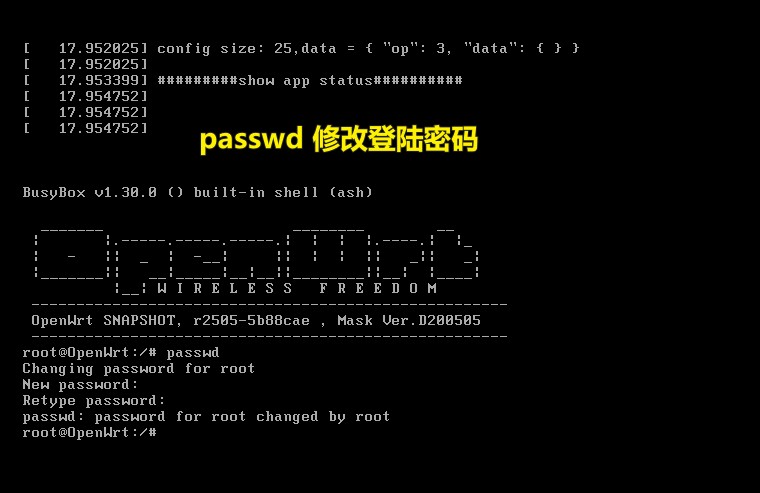 [   17.952025] config size: 25,data = { "op": 3, "data": { } }
[   17.952025]
[   17.953399] #########show app status##########
[   17.954752]
[   17.954752]
[   17.954752]
passwd 修改登陆密码
BusyBox v1.30.0 () built-in shell (ash)
OpenWrt
W I R E L E S S   F R E E D O M
OpenWrt SNAPSHOT, r2505-5b88cae , Mask Ver.D200505
root@OpenWrt:/# passwd
Changing password for root
New password:
Retype password:
passwd: password for root changed by root
root@OpenWrt:/#